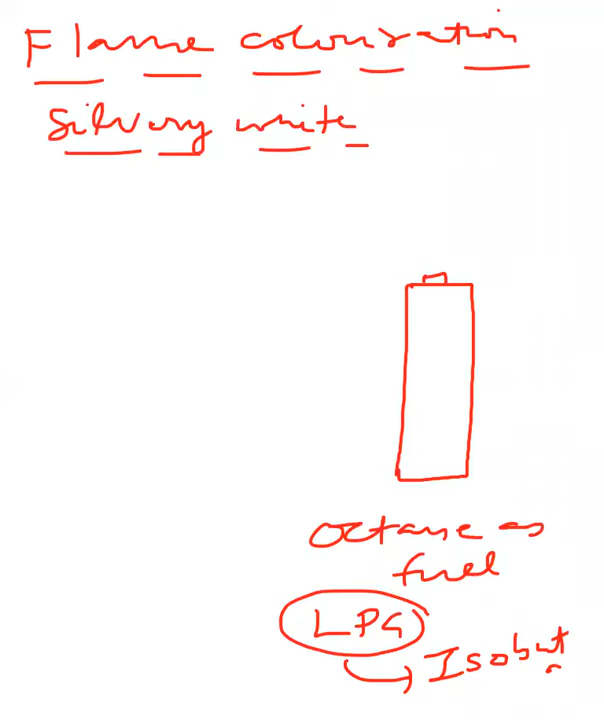 Flame colouration
Silvery white
Octane as
fuel
LPG
Isobut